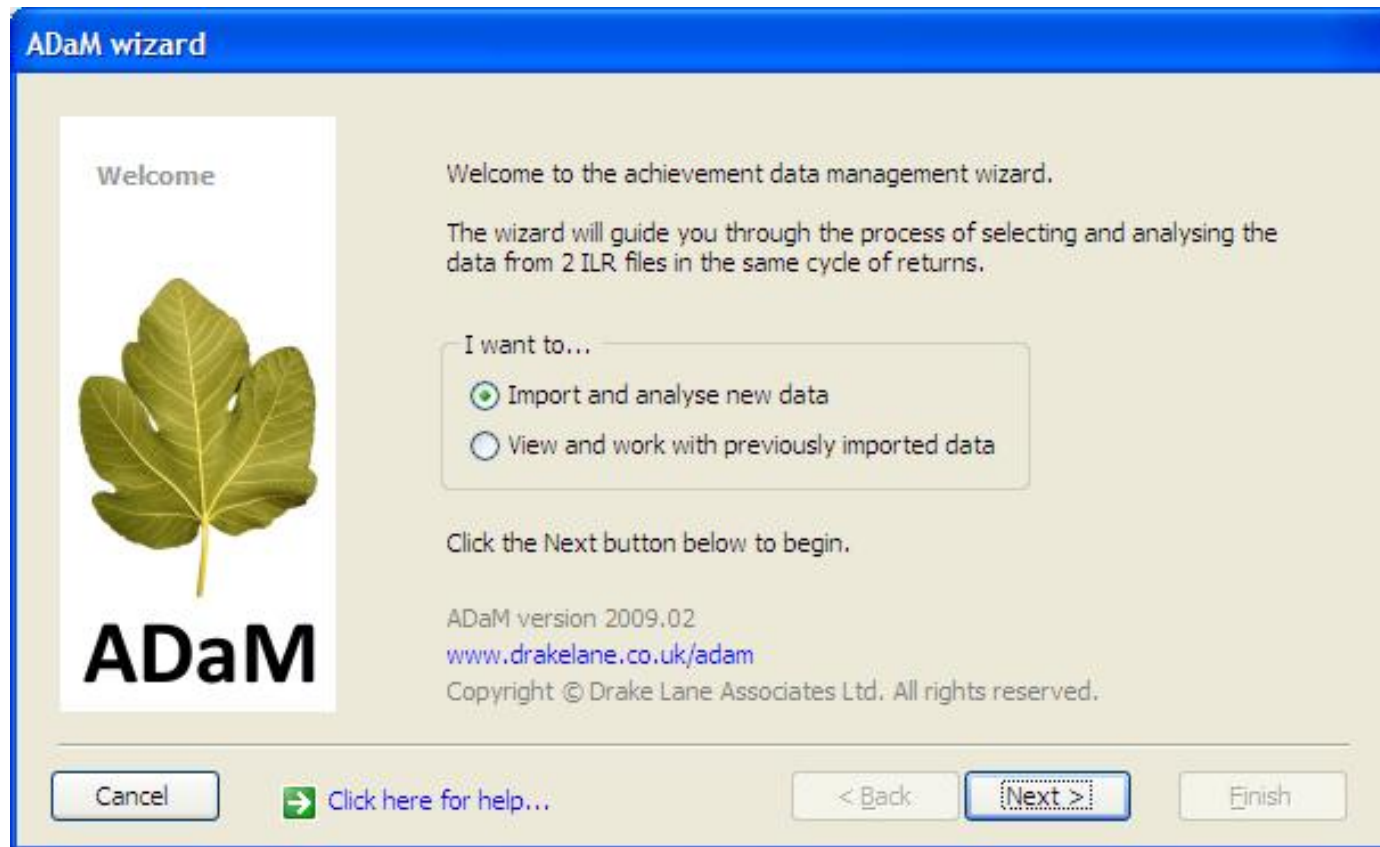 ADaM wizard
Welcome
Welcome to the achievement data management wizard.
The wizard will guide you through the process of selecting and analysing the
data from 2 ILR files in the same cycle of returns.
I want to...
Import and analyse new data
View and work with previously imported data
Click the Next button below to begin.
ADaM
ADaM version 2009.02
www.drakelane.co.uk/adam
Copyright © Drake Lane Associates Ltd. All rights reserved.
Cancel
Click here for help...
< Back
Next >
Finish